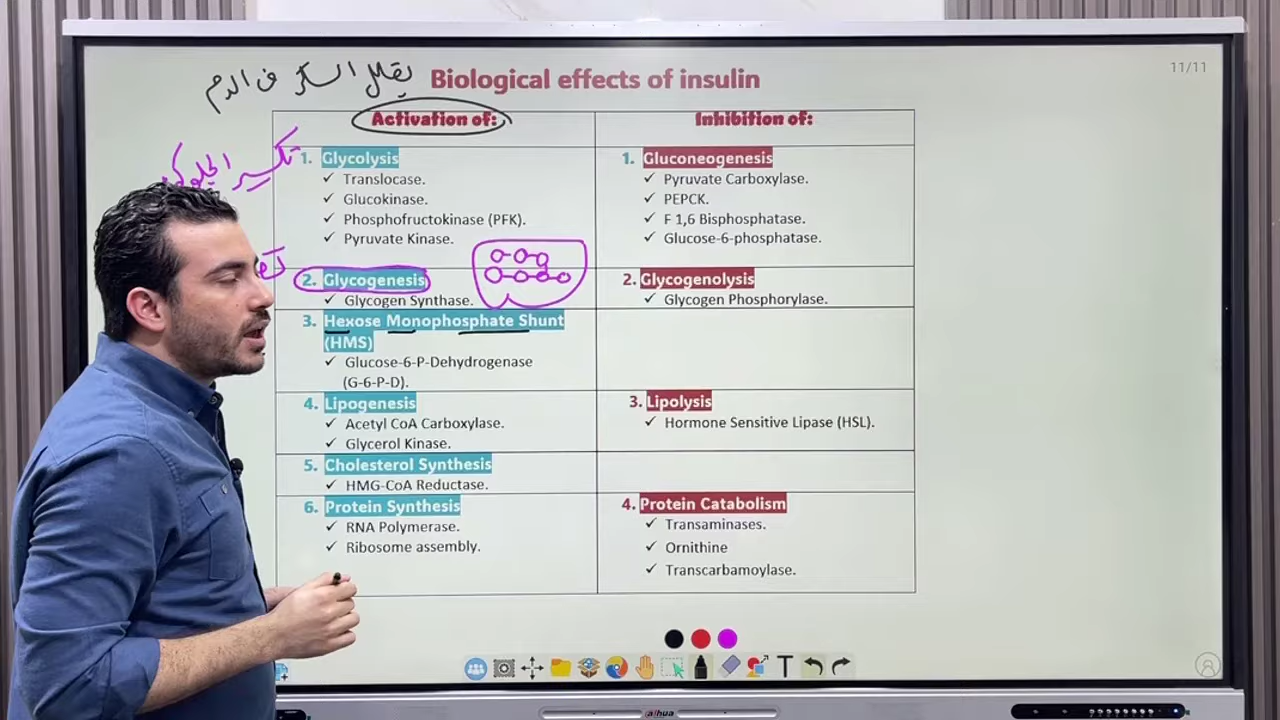 11/11
يقلل السكر في الدم
Biological effects of insulin
Activation of:
Inhibition of:
تكسير الجلوكوز
1. Glycolysis
✓ Translocase.
✓ Glucokinase.
✓ Phosphofructokinase (PFK).
✓ Pyruvate Kinase.
1. Gluconeogenesis
✓ Pyruvate Carboxylase.
✓ PEPCK.
✓ F 1,6 Bisphosphatase.
✓ Glucose-6-phosphatase.
2. Glycogenesis
✓ Glycogen Synthase.
2. Glycogenolysis
✓ Glycogen Phosphorylase.
3. Hexose Monophosphate Shunt
(HMS)
✓ Glucose-6-P-Dehydrogenase
(G-6-P-D).
4. Lipogenesis
✓ Acetyl CoA Carboxylase.
✓ Glycerol Kinase.
3. Lipolysis
✓ Hormone Sensitive Lipase (HSL).
5. Cholesterol Synthesis
✓ HMG-CoA Reductase.
6. Protein Synthesis
✓ RNA Polymerase.
✓ Ribosome assembly.
4. Protein Catabolism
✓ Transaminases.
✓ Ornithine
✓ Transcarbamoylase.
T
alhua